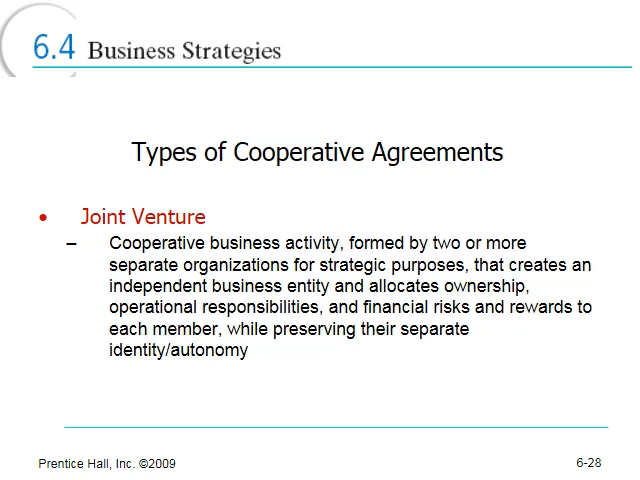 6.4 Business Strategies
Types of Cooperative Agreements
• Joint Venture
– Cooperative business activity, formed by two or more
separate organizations for strategic purposes, that creates an
independent business entity and allocates ownership,
operational responsibilities, and financial risks and rewards to
each member, while preserving their separate
identity/autonomy
Prentice Hall, Inc. ©2009
6-28